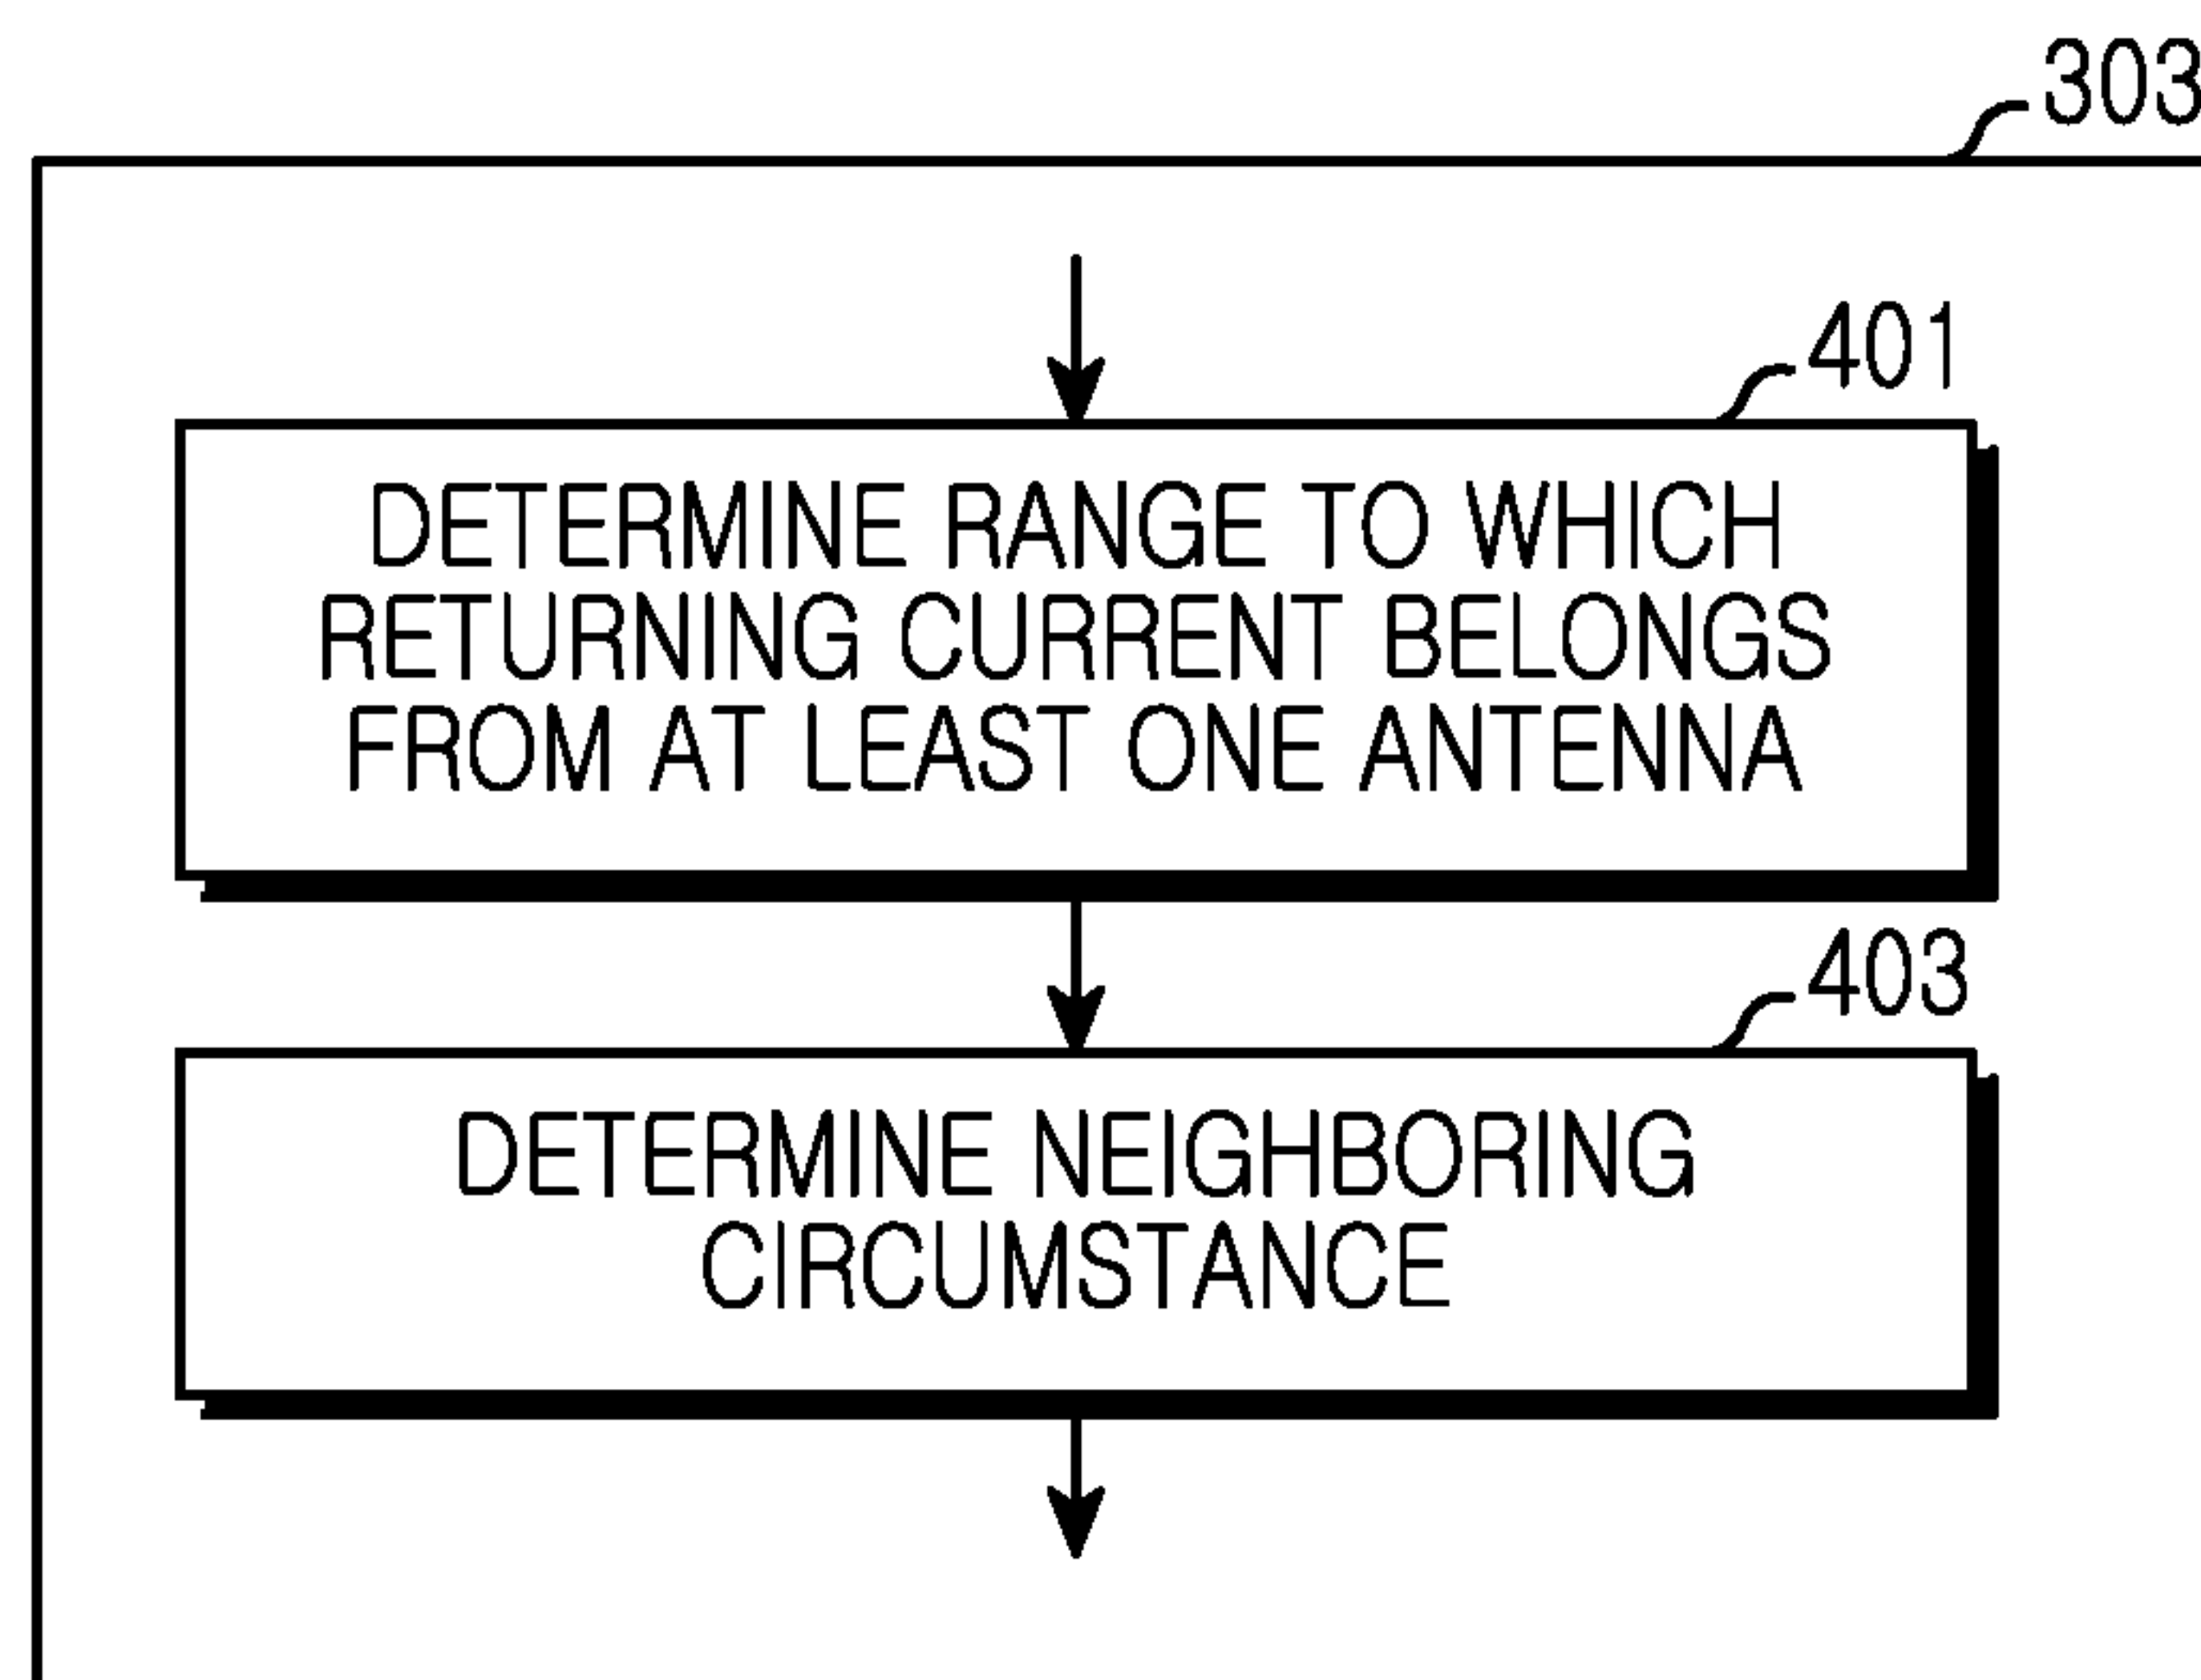 303
401
DETERMINE RANGE TO WHICH
RETURNING CURRENT BELONGS
FROM AT LEAST ONE ANTENNA
403
DETERMINE NEIGHBORING
CIRCUMSTANCE